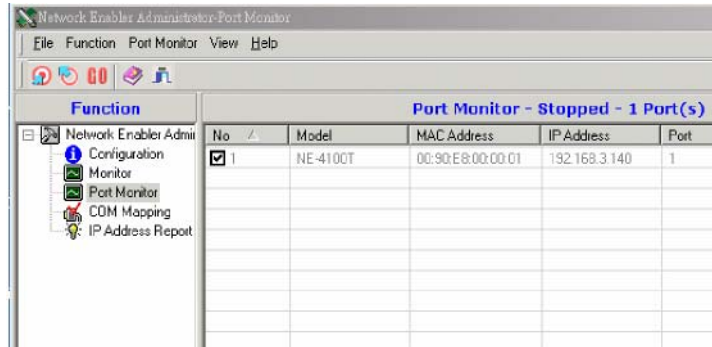 Network Enabler Administrator-Port Monitor
File Function Port Monitor View Help
GO
Function
Port Monitor - Stopped - 1 Port(s)
Network Enabler Admi
Configuration
Monitor
Port Monitor
COM Mapping
IP Address Report
No Model MAC Address IP Address Port
1 NE-4100T 00:90:E8:00:00:01 192.168.3.140 1